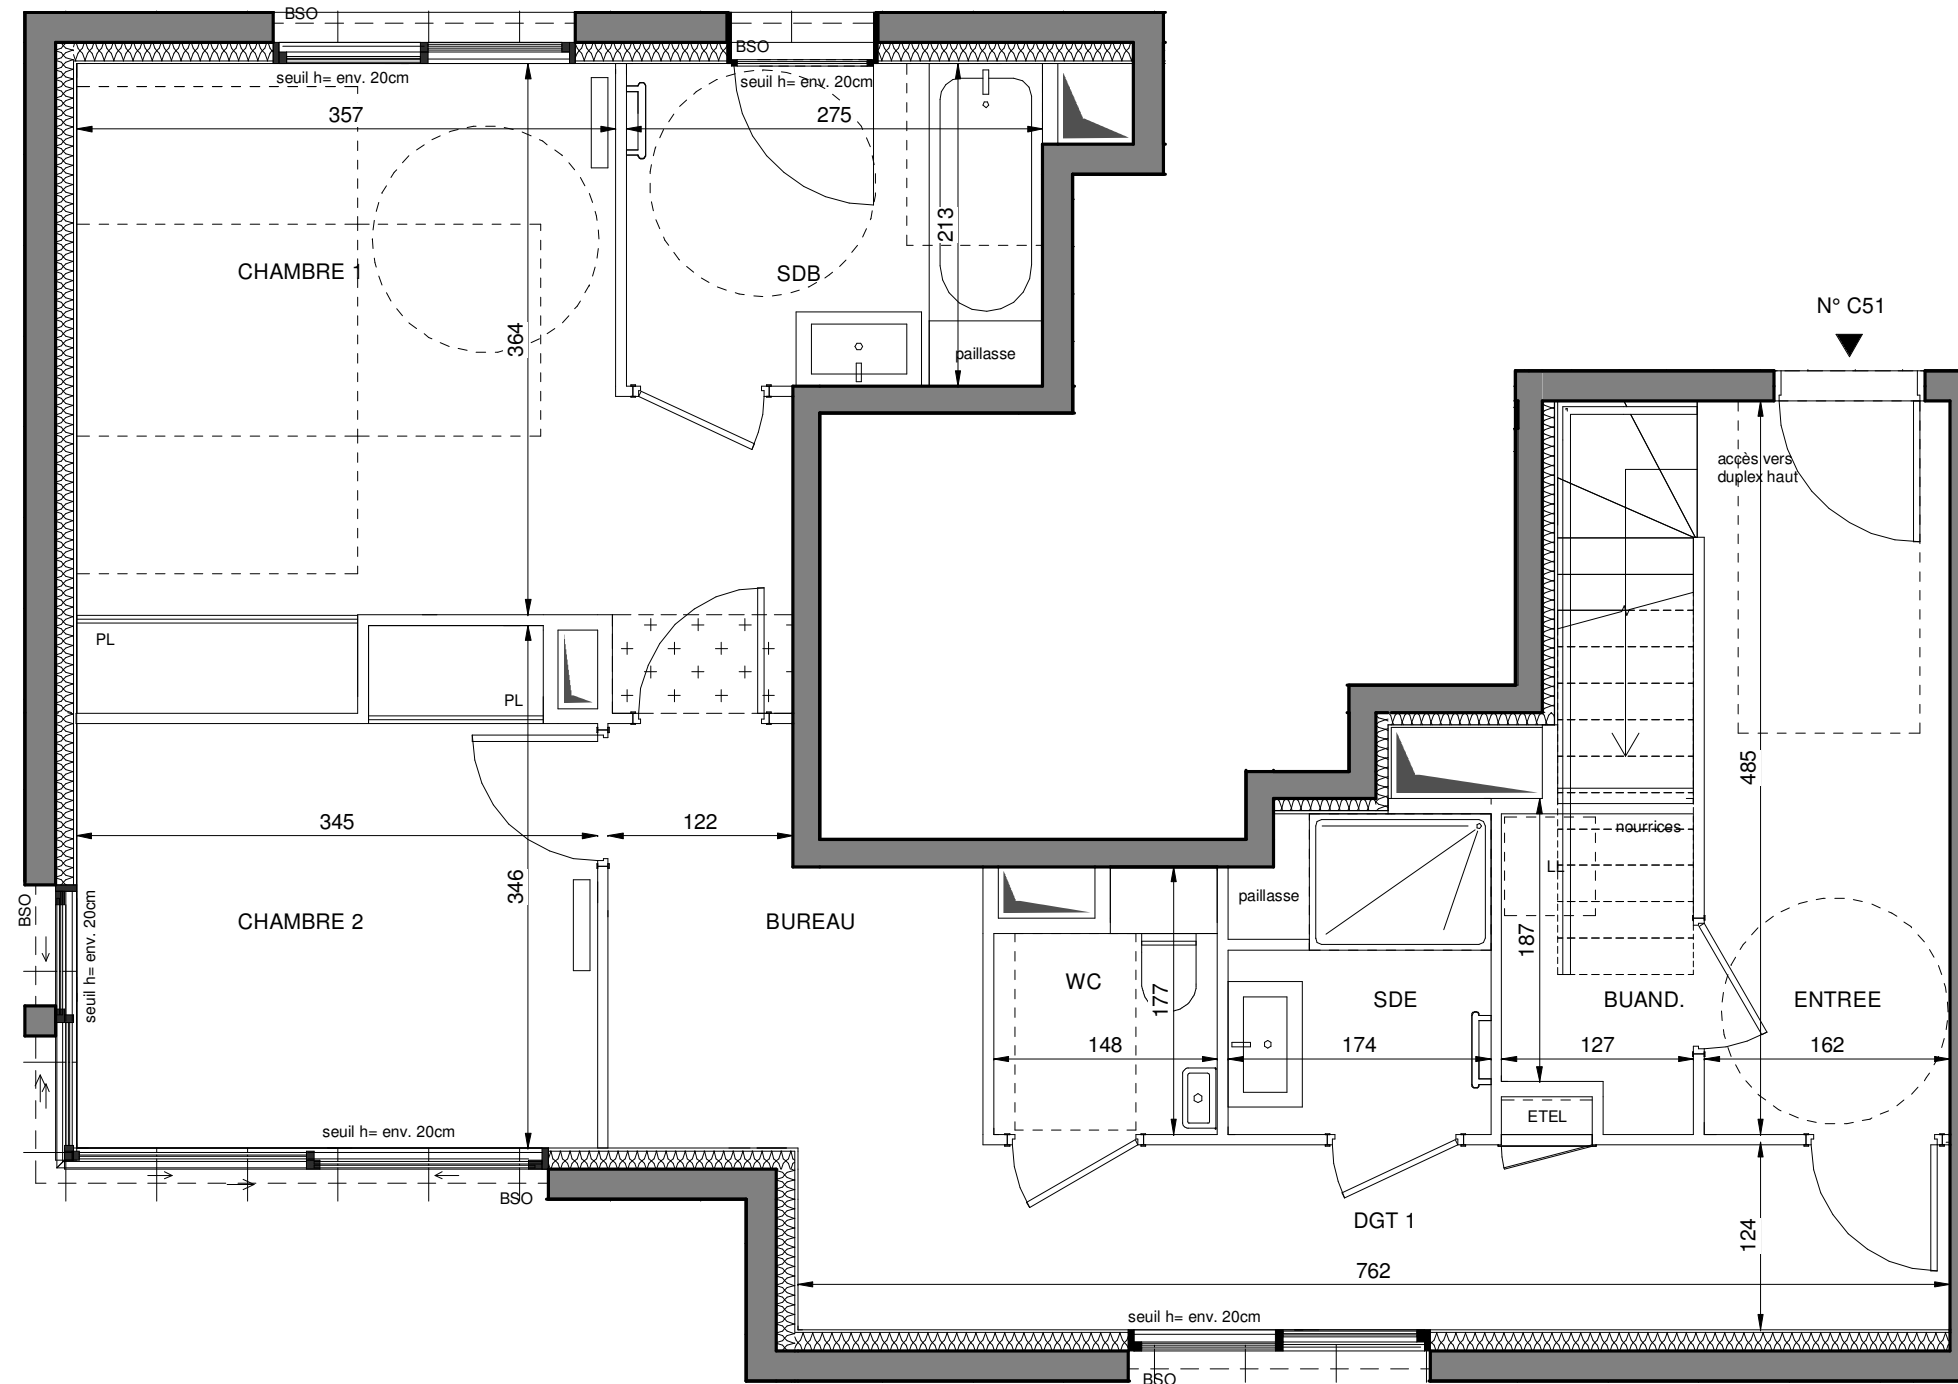 BSO
BSO
seuil h= env. 20cm
seuil h= env. 20cm
357
275
213
CHAMBRE 1
SDB
364
paillasse
N° C51
accès vers
duplex haut
PL
PL
485
345
122
nourrices
LL
346
BSO
seuil h= env. 20cm
CHAMBRE 2
BUREAU
paillasse
187
WC
177
SDE
BUAND.
ENTREE
148
174
127
162
ETEL
seuil h= env. 20cm
BSO
DGT 1
124
762
seuil h= env. 20cm
BSO